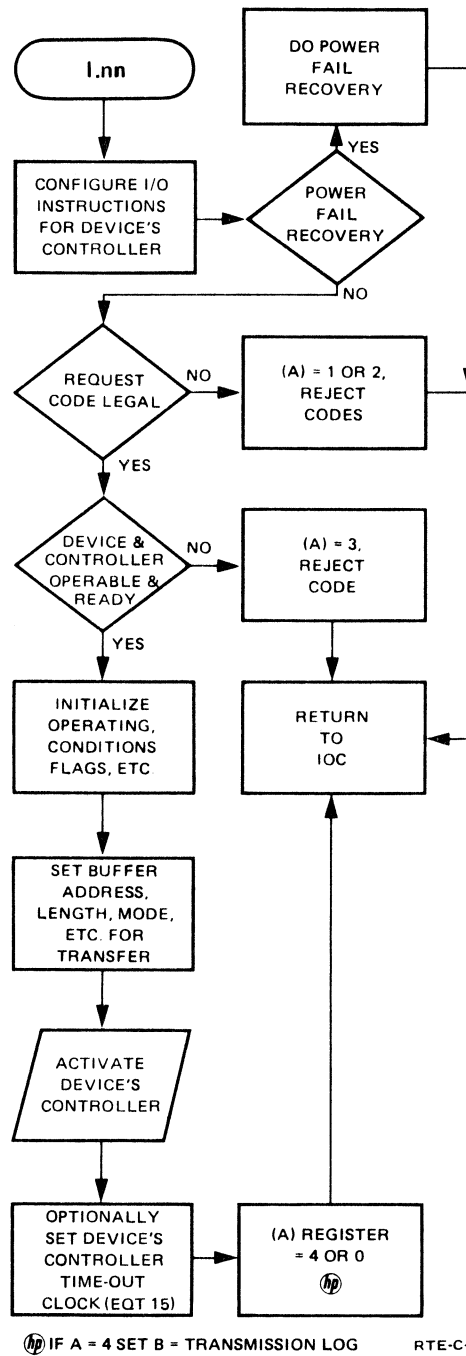 I.nn
DO POWER
FAIL
RECOVERY
YES
CONFIGURE I/O
INSTRUCTIONS
FOR DEVICE'S
CONTROLLER
POWER
FAIL
RECOVERY
NO
REQUEST
CODE LEGAL
NO
(A) = 1 OR 2,
REJECT
CODES
YES
DEVICE &
CONTROLLER
OPERABLE &
READY
NO
(A) = 3,
REJECT
CODE
YES
INITIALIZE
OPERATING,
CONDITIONS
FLAGS, ETC
RETURN
TO
IOC
SET BUFFER
ADDRESS,
LENGTH, MODE,
ETC. FOR
TRANSFER
ACTIVATE
DEVICE'S
CONTROLLER
OPTIONALLY
SET DEVICE'S
CONTROLLER
TIME-OUT
CLOCK (EQT 15)
(A) REGISTER
= 4 OR 0
hp
hp IF A = 4 SET B = TRANSMISSION LOG
RTE-C-